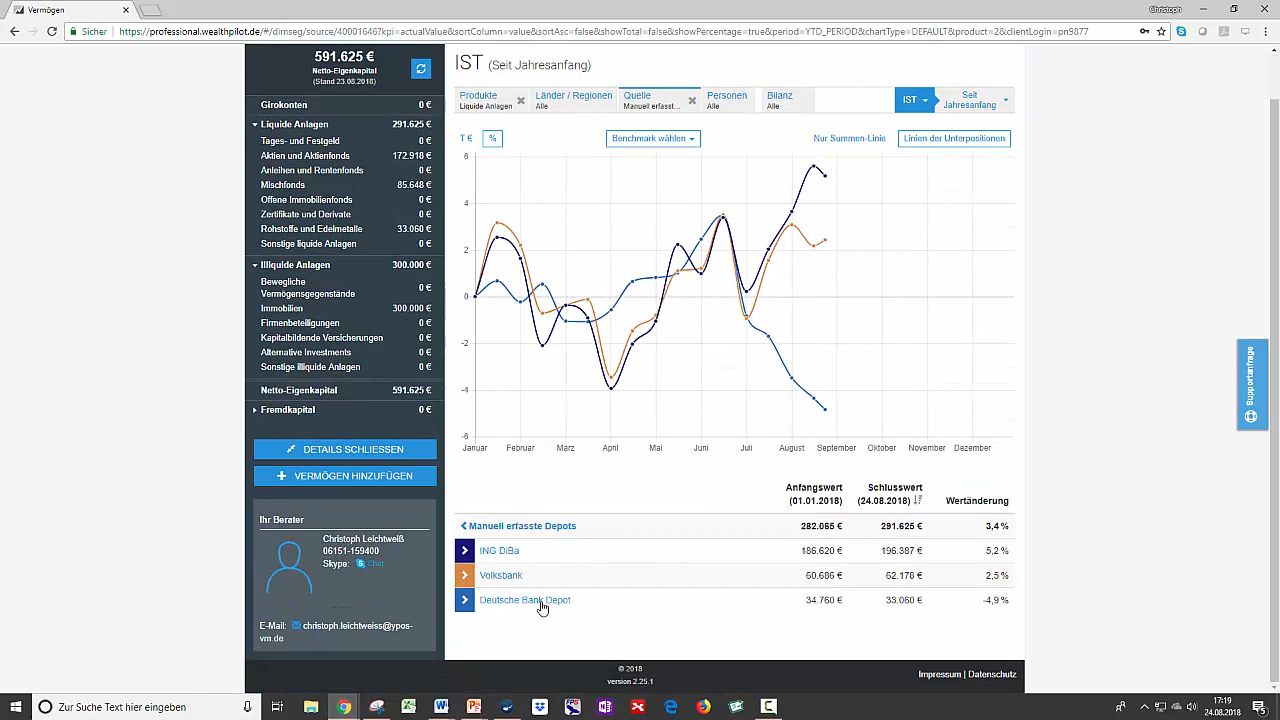 Vermögen
Christoph
Sicher | https://professional.wealthpilot.de/#/dimseg/source/40001646?kpi=actualValue&sortColumn=value&sortAsc=false&showTotal=false&showPercentage=true&period=YTD_PERIOD&chartType=DEFAULT&product=2&clientLogin=pn9877
591.625 €
Netto-Eigenkapital
(Stand 23.08.2018)
Girokonten 0 €
Liquide Anlagen 291.625 €
Tages- und Festgeld 0 €
Aktien und Aktienfonds 172.918 €
Anleihen und Rentenfonds 0 €
Mischfonds 85.648 €
Offene Immobilienfonds 0 €
Zertifikate und Derivate 0 €
Rohstoffe und Edelmetalle 33.060 €
Sonstige liquide Anlagen 0 €
Illiquide Anlagen 300.000 €
Bewegliche
Vermögensgegenstände 0 €
Immobilien 300.000 €
Firmenbeteiligungen 0 €
Kapitalbildende Versicherungen 0 €
Alternative Investments 0 €
Sonstige illiquide Anlagen 0 €
Netto-Eigenkapital 591.625 €
Fremdkapital 0 €
DETAILS SCHLIESSEN
VERMÖGEN HINZUFÜGEN
Ihr Berater
Christoph Leichtweiß
06151-159400
Skype: Chat
E-Mail: christoph.leichtweiss@ypos-
vm.de
IST (Seit Jahresanfang)
Produkte
Liquide Anlagen
Länder / Regionen
Alle
Quelle
Manuell erfasst...
Personen
Alle
Bilanz
Alle
IST
Seit
Jahresanfang
T € % Benchmark wählen Nur Summen-Linie Linien der Unterpositionen
6
4
2
0
-2
-4
-6
Januar Februar März April Mai Juni Juli August September Oktober November Dezember
Anfangswert Schlusswert
(01.01.2018) (24.08.2018) Wertänderung
Manuell erfasste Depots 282.065 € 291.625 € 3,4 %
ING DiBa 186.620 € 196.387 € 5,2 %
Volksbank 60.686 € 62.178 € 2,5 %
Deutsche Bank Depot 34.760 € 33.060 € -4,9 %
Supportanfrage
© 2018
version 2.25.1
Impressum | Datenschutz
Zur Suche Text hier eingeben
17:19
24.08.2018